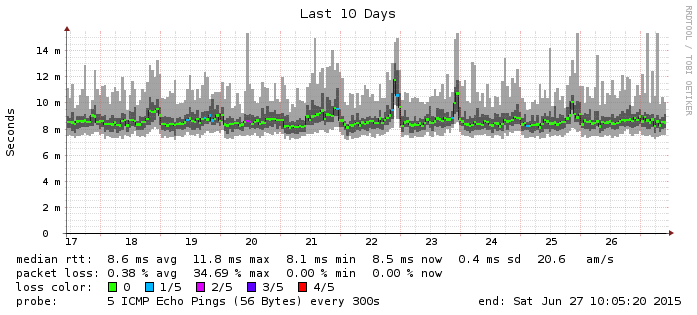 Last 10 Days
RRDTOOL / TOBI OETIKER
Seconds
14 m
12 m
10 m
8 m
6 m
4 m
2 m
0
17 18 19 20 21 22 23 24 25 26
median rtt: 8.6 ms avg 11.8 ms max 8.1 ms min 8.5 ms now 0.4 ms sd 20.6 am/s
packet loss: 0.38 % avg 34.69 % max 0.00 % min 0.00 % now
loss color: 0 1/5 2/5 3/5 4/5
probe: 5 ICMP Echo Pings (56 Bytes) every 300s end: Sat Jun 27 10:05:20 2015